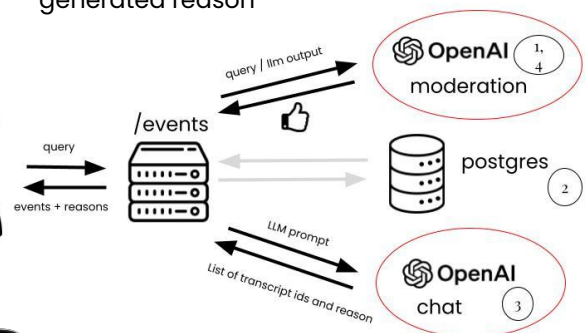 generated reason
query / llm output
OpenAI
1,
4
moderation
/events
query
events + reasons
postgres
2
LLM prompt
List of transcript ids and reason
OpenAI
chat
3